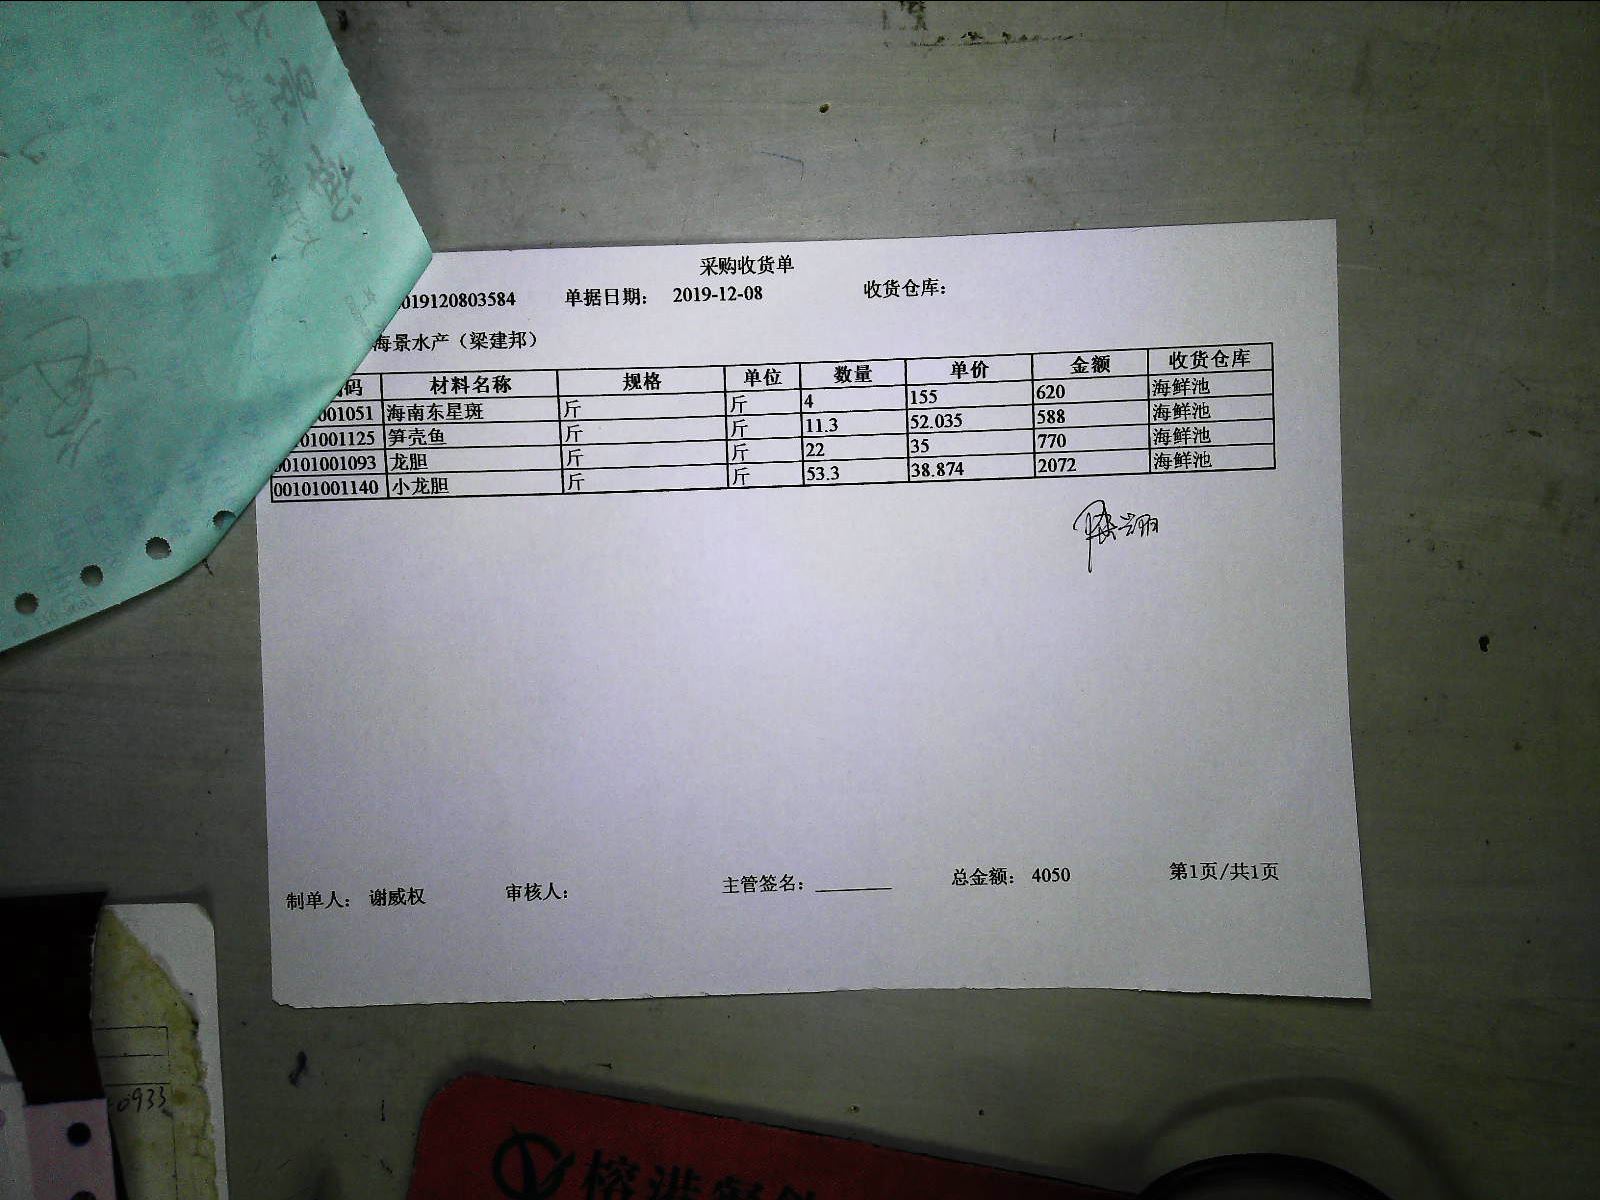 采购收货单
019120803584 单据日期: 2019-12-08 收货仓库:
海景水产（梁建邦）
码 材料名称 规格 单位 数量 单价 金额 收货仓库
001051 海南东星斑 斤 斤 4 155 620 海鲜池
0101001125 笋壳鱼 斤 斤 11.3 52.035 588 海鲜池
00101001093 龙胆 斤 斤 22 35 770 海鲜池
00101001140 小龙胆 斤 斤 53.3 38.874 2072 海鲜池
制单人: 谢威权 审核人: 主管签名: 总金额: 4050 第1页/共1页
0933